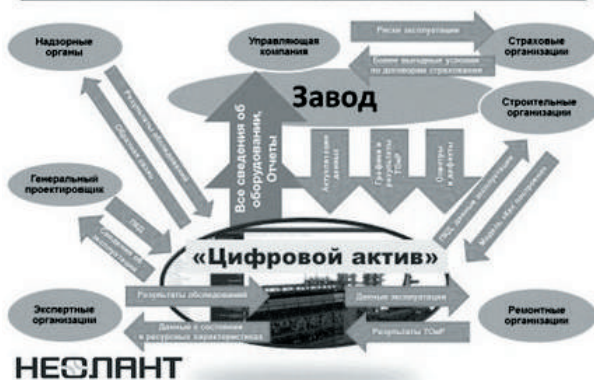 Надзорные
органы
Управляющая
компания
Риски эксплуатации
Более выгодные условия
по договорам страхования
Страховые
организации
Завод
Строительные
организации
Результаты обследований
Обратная связь
Все сведения об
оборудовании,
Отчеты
Актуализация
данных
Графики и
результаты
ТОиР
Осмотры
и дефекты
ПКД, данные эксплуатации
Модель «Как построено»
Генеральный
проектировщик
ПКД
Сведения об
эксплуатации
«Цифровой актив»
Экспертные
организации
Результаты обследований
Данные о состоянии
и ресурсных характеристиках
Данные эксплуатации
Результаты ТОиР
Ремонтные
организации
НЕОЛАНТ